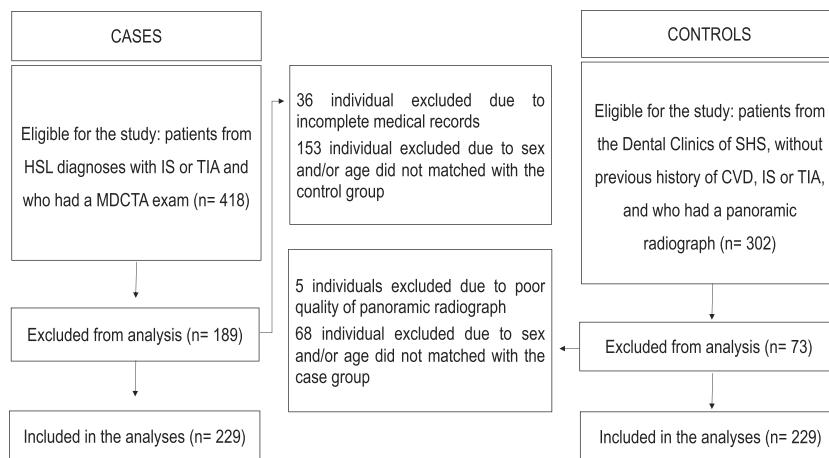 CASES
Eligible for the study: patients from
HSL diagnoses with IS or TIA and
who had a MDCTA exam (n= 418)
Excluded from analysis (n= 189)
Included in the analyses (n= 229)
36 individual excluded due to
incomplete medical records
153 individual excluded due to sex
and/or age did not matched with the
control group
5 individuals excluded due to poor
quality of panoramic radiograph
68 individual excluded due to sex
and/or age did not matched with the
case group
CONTROLS
Eligible for the study: patients from
the Dental Clinics of SHS, without
previous history of CVD, IS or TIA,
and who had a panoramic
radiograph (n= 302)
Excluded from analysis (n= 73)
Included in the analyses (n= 229)